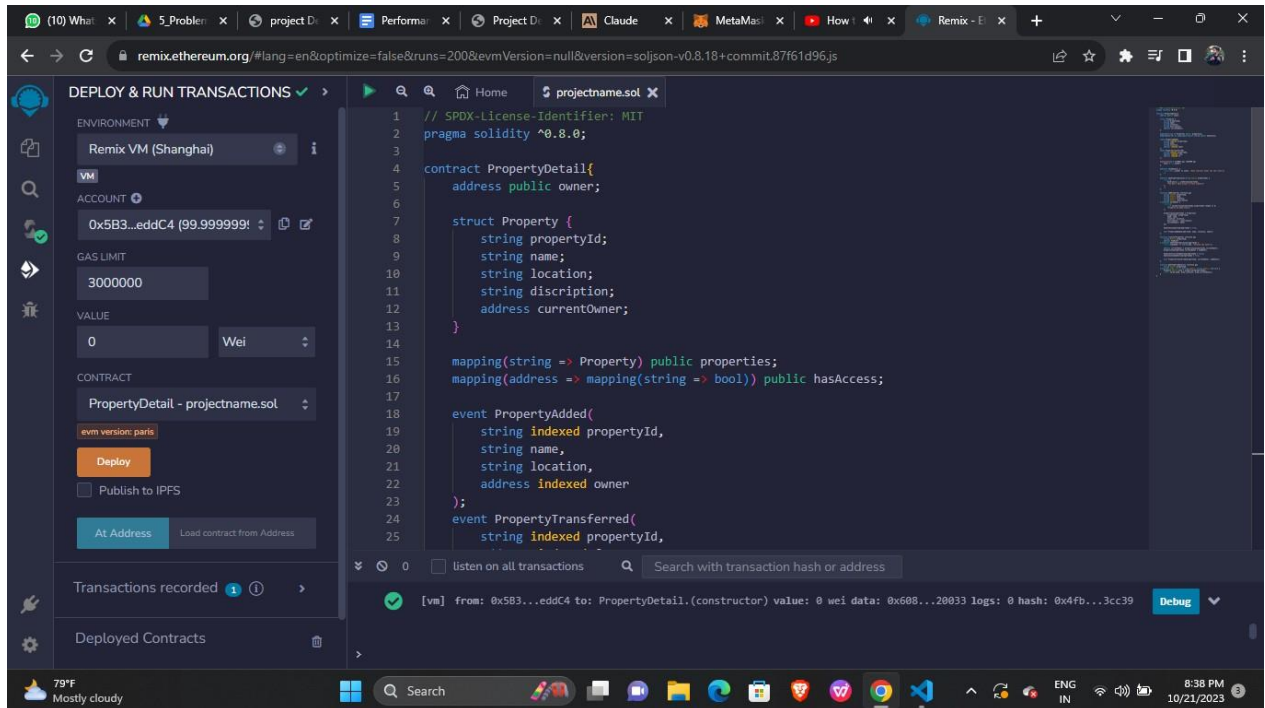 (10) What
5_Problem
project De
Performar
Project De
Claude
MetaMas
How t
Remix - E
remix.ethereum.org/#lang=en&optimize=false&runs=200&evmVersion=null&version=soljson-v0.8.18+commit.87f61d96.js
DEPLOY & RUN TRANSACTIONS
ENVIRONMENT
Remix VM (Shanghai)
VM
ACCOUNT
0x5B3...eddC4 (99.9999999
GAS LIMIT
3000000
VALUE
0
Wei
CONTRACT
PropertyDetail - projectname.sol
evm version: paris
Deploy
Publish to IPFS
At Address
Load contract from Address
Transactions recorded 1
Deployed Contracts
Home
projectname.sol
1 // SPDX-License-Identifier: MIT
2 pragma solidity ^0.8.0;
3
4 contract PropertyDetail{
5 address public owner;
6
7 struct Property {
8 string propertyId;
9 string name;
10 string location;
11 string discription;
12 address currentOwner;
13 }
14
15 mapping(string => Property) public properties;
16 mapping(address => mapping(string => bool)) public hasAccess;
17
18 event PropertyAdded(
19 string indexed propertyId,
20 string name,
21 string location,
22 address indexed owner
23 );
24 event PropertyTransferred(
25 string indexed propertyId,
0
listen on all transactions
Search with transaction hash or address
[vm] from: 0x5B3...eddC4 to: PropertyDetail.(constructor) value: 0 wei data: 0x608...20033 logs: 0 hash: 0x4fb...3cc39
Debug
>
79°F
Mostly cloudy
Search
ENG
IN
8:38 PM
10/21/2023
3